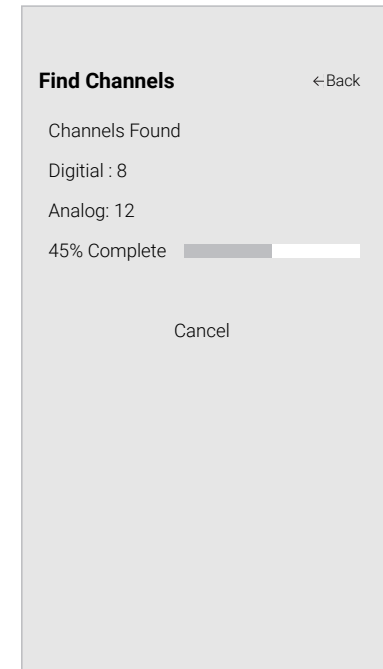 Find Channels ←Back
Channels Found
Digitial : 8
Analog: 12
45% Complete
Cancel